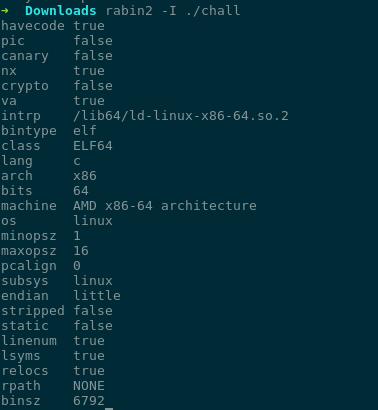 →  Downloads rabin2 -I ./chall
havecode true
pic      false
canary   false
nx       true
crypto   false
va       true
intrp    /lib64/ld-linux-x86-64.so.2
bintype  elf
class    ELF64
lang     c
arch     x86
bits     64
machine  AMD x86-64 architecture
os       linux
minopsz  1
maxopsz  16
pcalign  0
subsys   linux
endian   little
stripped false
static   false
linenum  true
lsyms    true
relocs   true
rpath    NONE
binsz    6792